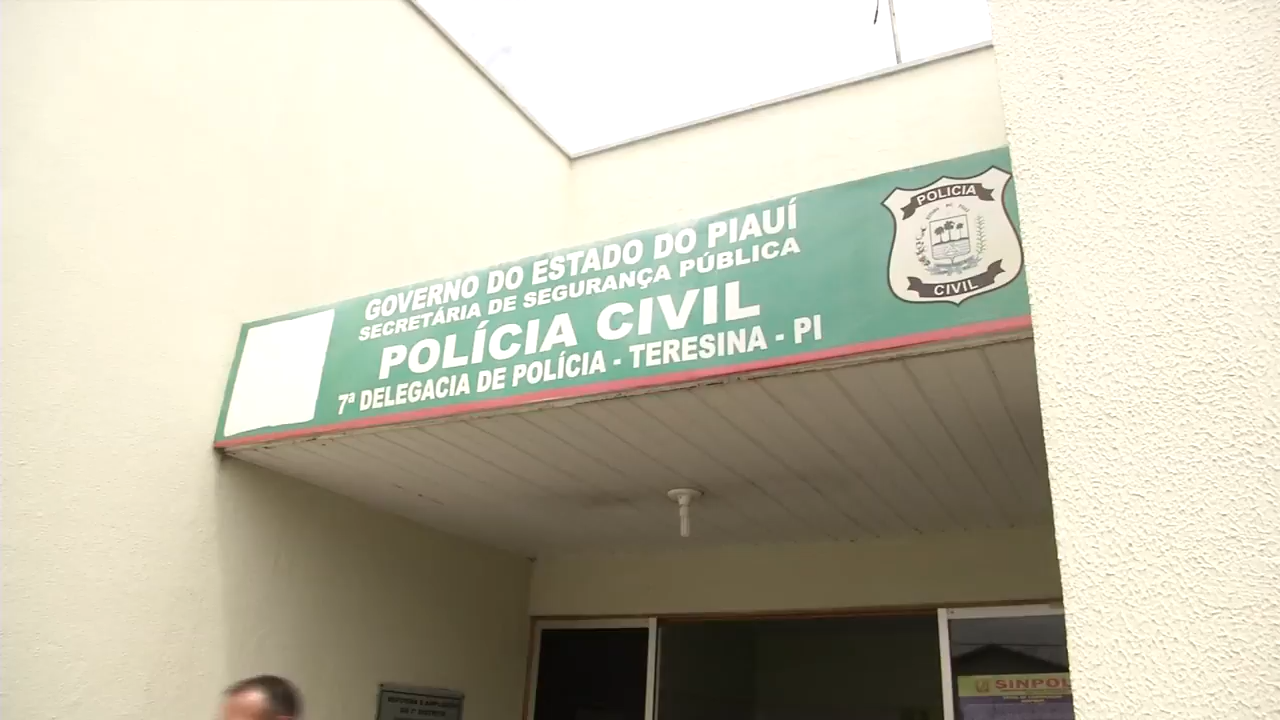 GOVERNO DO ESTADO DO PIAUÍ
SECRETÁRIA DE SEGURANÇA PÚBLICA
POLÍCIA CIVIL
7ª DELEGACIA DE POLÍCIA - TERESINA - PI
POLICIA
CIVIL
SINPOL